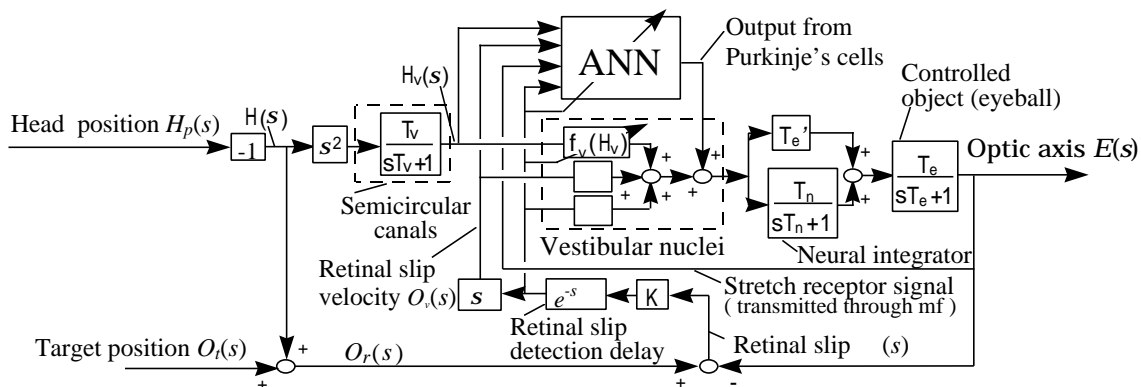 Output from
Purkinje's cells
ANN
Controlled
object (eyeball)
Hv(s)
H(s)
Head position Hp(s)
-1
s²
Tv
sTv+1
fv(Hv)
Te'
Te
sTe+1
Optic axis E(s)
Tn
sTn+1
Semicircular
canals
Vestibular nuclei
Neural integrator
Retinal slip
velocity Ov(s)
s
e-s
K
Stretch receptor signal
( transmitted through mf )
Retinal slip
detection delay
Retinal slip (s)
Target position Ot(s)
Or(s)
+
+
+
-
+
+
+
+
+
+
+